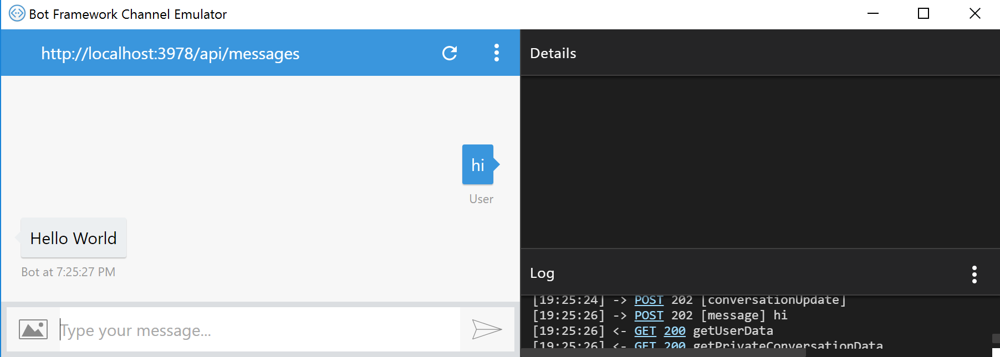 Bot Framework Channel Emulator
http://localhost:3978/api/messages
hi
User
Hello World
Bot at 7:25:27 PM
Type your message...
Details
Log
[19:25:24] -> POST 202 [conversationUpdate]
[19:25:26] -> POST 202 [message] hi
[19:25:26] <- GET 200 getUserData
[19:25:26] <- GET 200 getPrivateConversationData